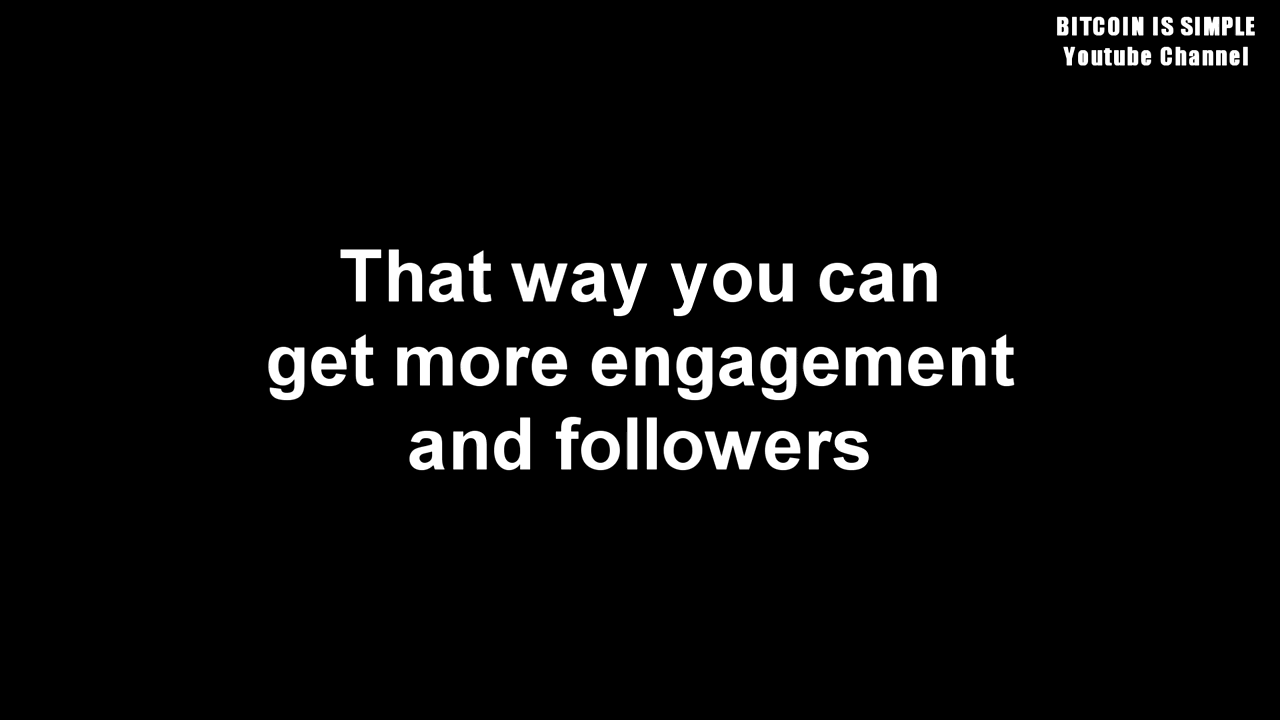 BITCOIN IS SIMPLE
Youtube Channel
That way you can
get more engagement
and followers